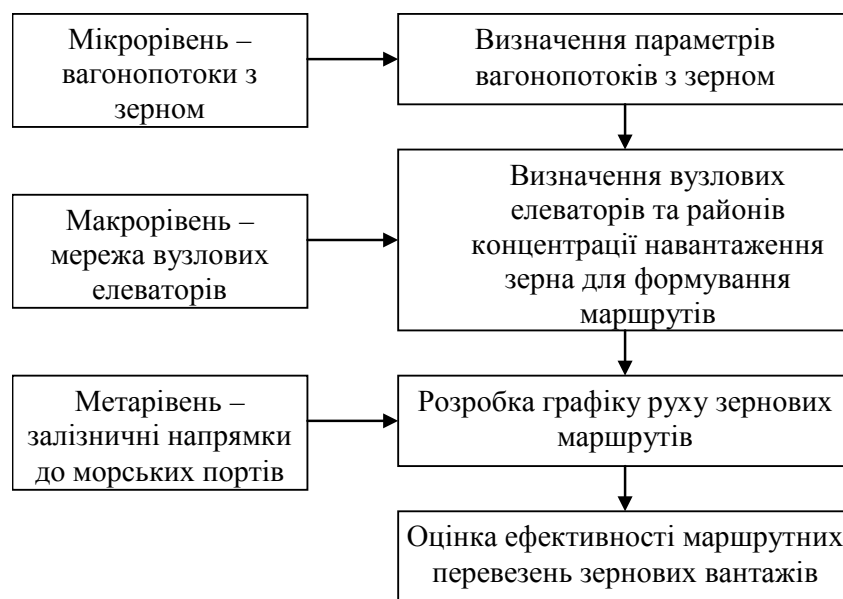 Мікрорівень –
вагонопотоки з
зерном
Визначення параметрів
вагонопотоків з зерном
Макрорівень –
мережа вузлових
елеваторів
Визначення вузлових
елеваторів та районів
концентрації навантаження
зерна для формування
маршрутів
Метарівень –
залізничні напрямки
до морських портів
Розробка графіку руху зернових
маршрутів
Оцінка ефективності маршрутних
перевезень зернових вантажів